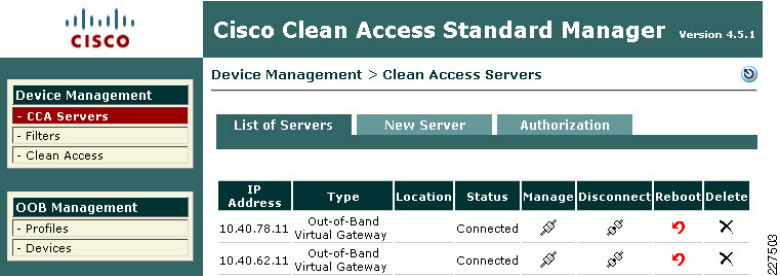 CISCO
Cisco Clean Access Standard Manager Version 4.5.1
Device Management > Clean Access Servers
Device Management
- CCA Servers
- Filters
- Clean Access
OOB Management
- Profiles
- Devices
List of Servers New Server Authorization
IP Address Type Location Status Manage Disconnect Reboot Delete
10.40.78.11 Out-of-Band Virtual Gateway Connected
10.40.62.11 Out-of-Band Virtual Gateway Connected